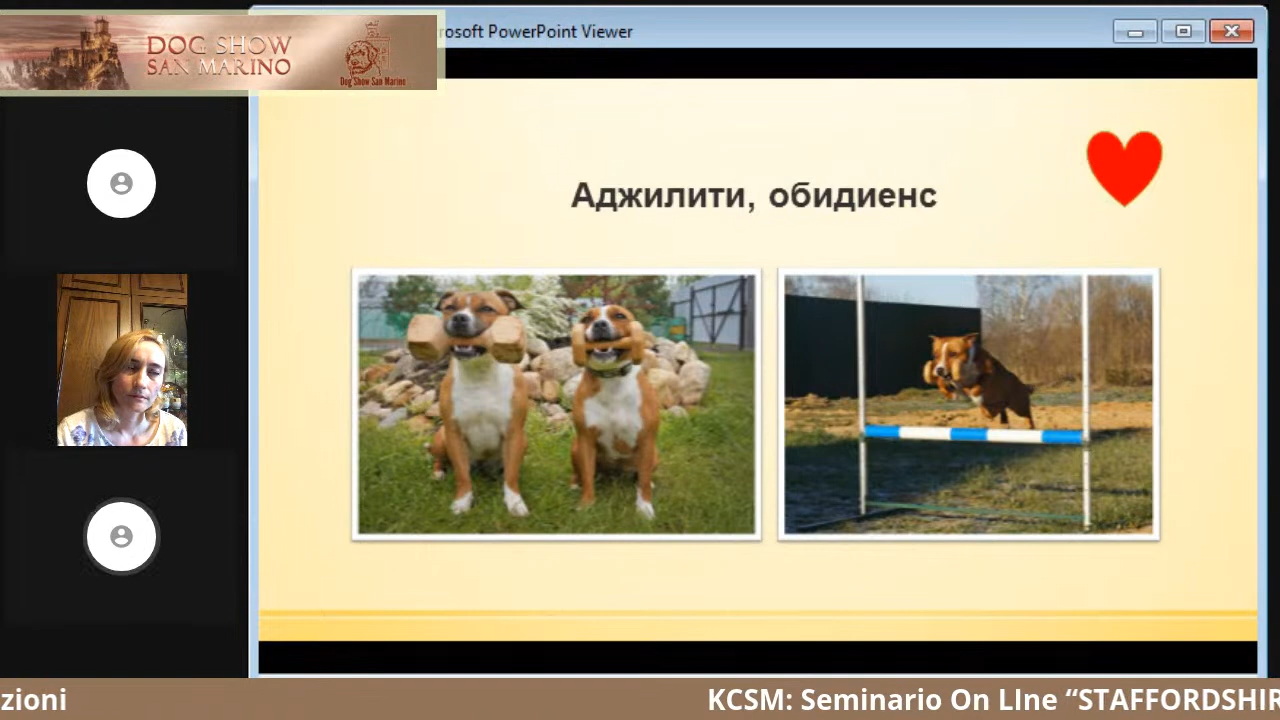 DOG SHOW
SAN MARINO
Dog Show San Marino
rosoft PowerPoint Viewer
Аджилити, обидиенс
zioni
KCSM: Seminario On LIne “STAFFORDSHIR